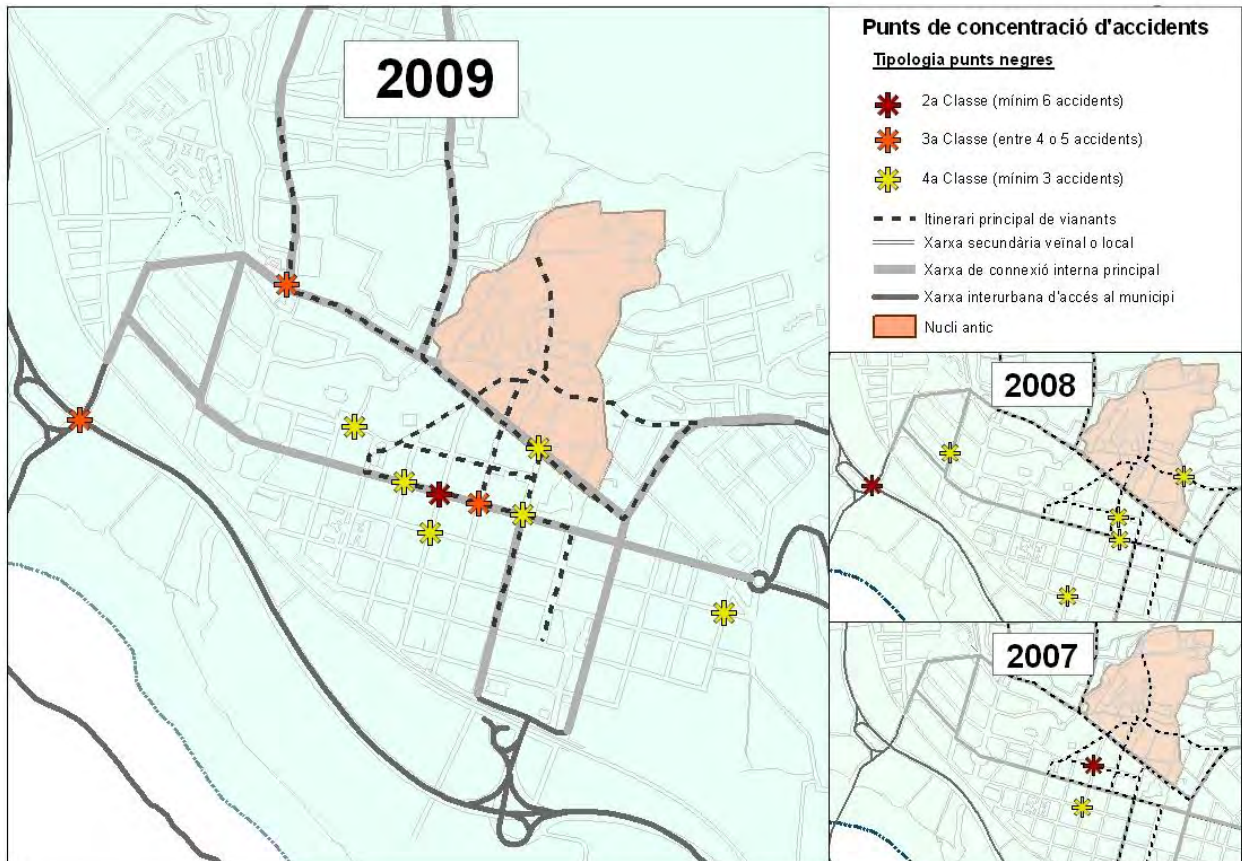 2009
Punts de concentració d'accidents
Tipologia punts negres
2a Classe (mínim 6 accidents)
3a Classe (entre 4 o 5 accidents)
4a Classe (mínim 3 accidents)
Itinerari principal de vianants
Xarxa secundària veïnal o local
Xarxa de connexió interna principal
Xarxa interurbana d'accés al municipi
Nucli antic
2008
2007